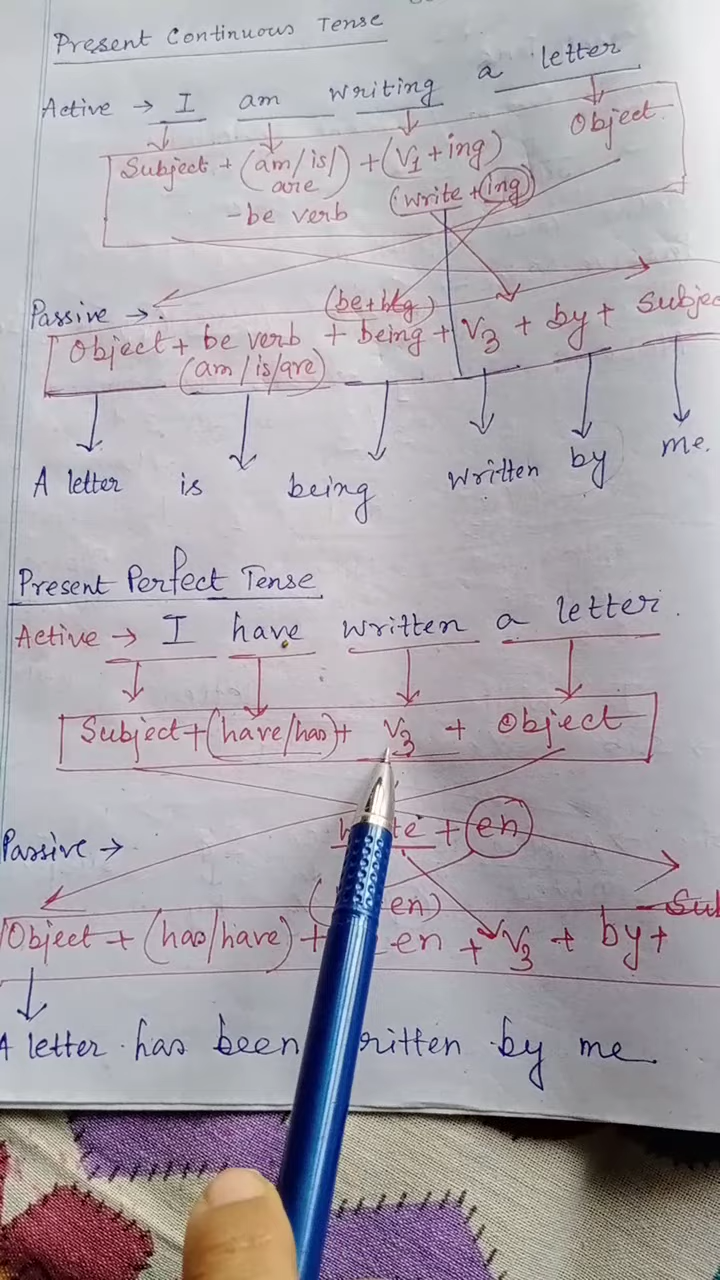 Present Continuous Tense
Active → I am writing a letter
Subject + (am/is/are) + (V1 + ing) Object
- be verb (write + ing)
Passive →
(be + ing)
Object + be verb + being + V3 + by + Subjec
(am/is/are)
A letter is being written by me.
Present Perfect Tense
Active → I have written a letter.
Subject + (have/has) + V3 + Object
Passive → + en
en)
Object + (has/have) + en + V3 + by + Su
A letter has been ritten by me.